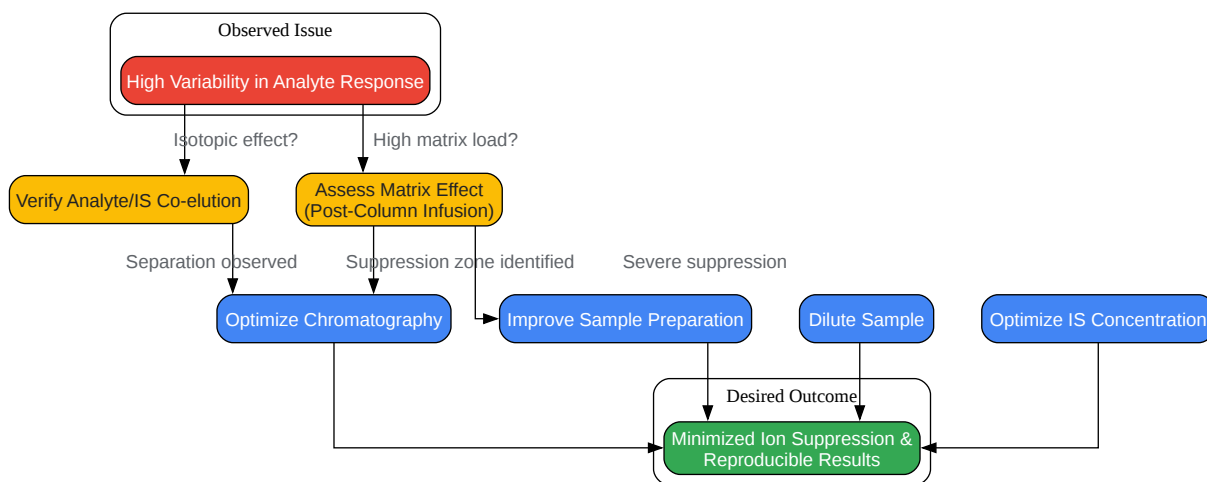 Observed Issue
High Variability in Analyte Response
Isotopic effect?
High matrix load?
Verify Analyte/IS Co-elution
Assess Matrix Effect
(Post-Column Infusion)
Separation observed
Suppression zone identified
Severe suppression
Optimize Chromatography
Improve Sample Preparation
Dilute Sample
Optimize IS Concentration
Desired Outcome
Minimized Ion Suppression &
Reproducible Results